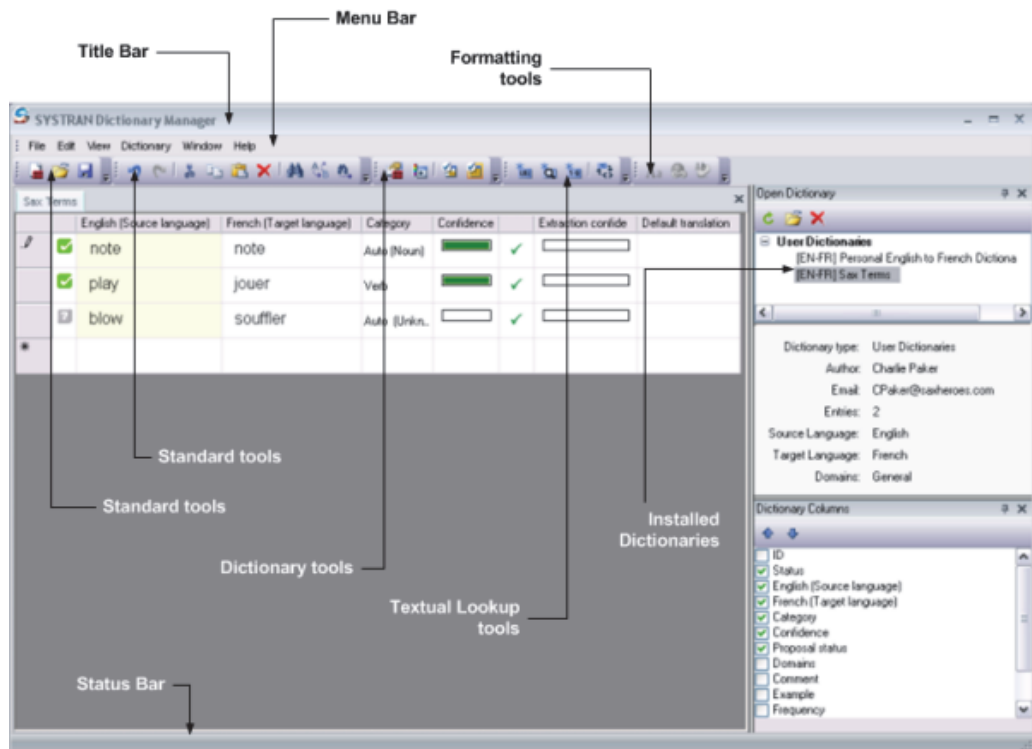 Menu Bar
Title Bar
Formatting
tools
SYSTRAN Dictionary Manager
File Edit View Dictionary Window Help
Sax Terms
English (Source language) French (Target language) Category Confidence Extraction confide Default translation
note note Auto (Noun)
play jouer Verb
blow souffler Auto (Unkn..
Open Dictionary
User Dictionaries
[EN-FR] Personal English to French Dictiona
[EN-FR] Sax Terms
Dictionary type: User Dictionaries
Author: Charlie Paker
Email: CPaker@saxheroes.com
Entries: 2
Source Language: English
Target Language: French
Domains: General
Standard tools
Standard tools
Installed
Dictionaries
Dictionary tools
Textual Lookup
tools
Status Bar
Dictionary Columns
ID
Status
English (Source language)
French (Target language)
Category
Confidence
Proposal status
Domains
Comment
Example
Frequency